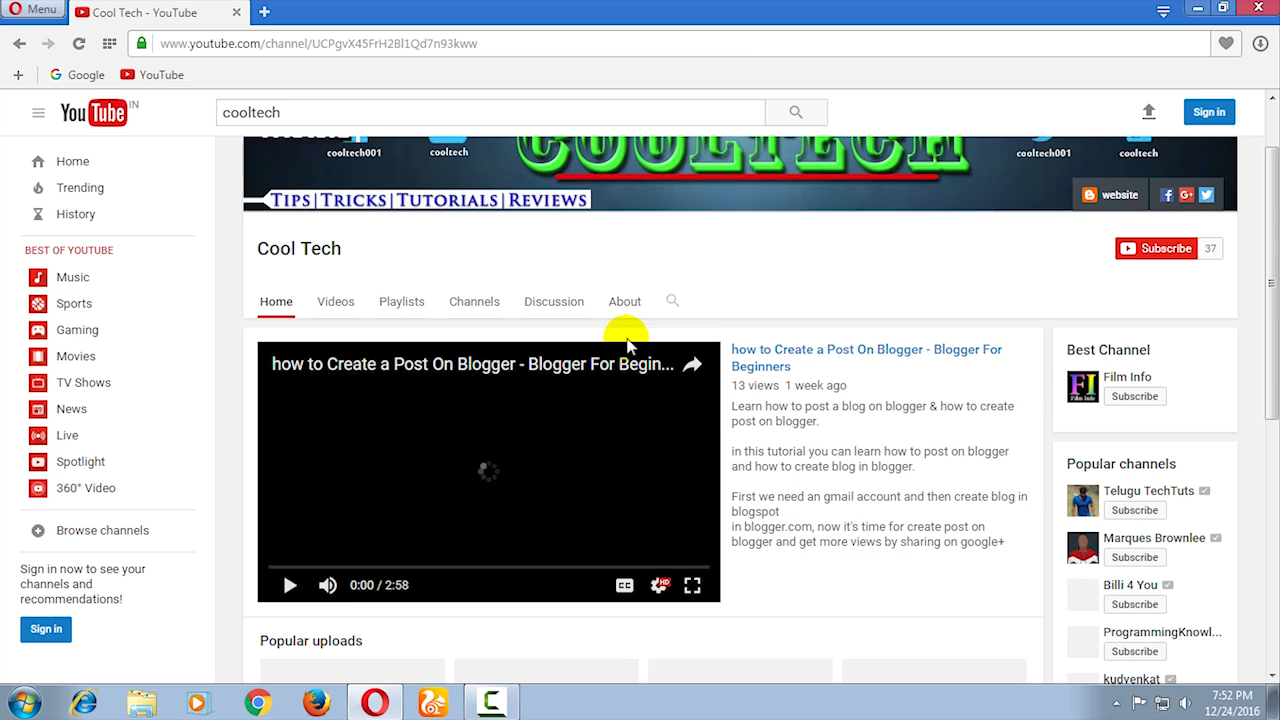 Menu
Cool Tech - YouTube
www.youtube.com/channel/UCPgvX45FrH2Bl1Qd7n93kww
Google
YouTube
YouTube IN
cooltech
Sign in
cooltech001
cooltech
COOLTECH
cooltech001
cooltech
TIPS|TRICKS|TUTORIALS|REVIEWS
website
Home
Trending
History
BEST OF YOUTUBE
Music
Sports
Gaming
Movies
TV Shows
News
Live
Spotlight
360° Video
Browse channels
Sign in now to see your
channels and
recommendations!
Sign in
Cool Tech
Subscribe 37
Home Videos Playlists Channels Discussion About
how to Create a Post On Blogger - Blogger For Begin...
0:00 / 2:58
CC
HD
how to Create a Post On Blogger - Blogger For
Beginners
13 views 1 week ago
Learn how to post a blog on blogger & how to create
post on blogger.
in this tutorial you can learn how to post on blogger
and how to create blog in blogger.
First we need an gmail account and then create blog in
blogspot
in blogger.com, now it's time for create post on
blogger and get more views by sharing on google+
Popular uploads
Best Channel
FI
Film Info
Film Info
Subscribe
Popular channels
Telugu TechTuts
Subscribe
Marques Brownlee
Subscribe
Billi 4 You
Subscribe
ProgrammingKnowl...
Subscribe
kudvenkat
7:52 PM
12/24/2016